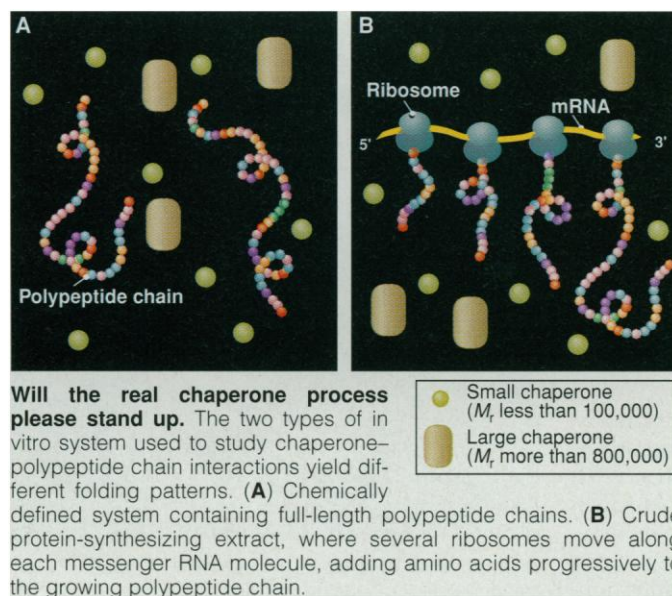 A
Polypeptide chain
B
Ribosome
mRNA
5'
3'
Will the real chaperone process
please stand up. The two types of in
vitro system used to study chaperone–
polypeptide chain interactions yield dif-
ferent folding patterns. (A) Chemically
defined system containing full-length polypeptide chains. (B) Crude
protein-synthesizing extract, where several ribosomes move along
each messenger RNA molecule, adding amino acids progressively to
the growing polypeptide chain.
Small chaperone
(Mr less than 100,000)
Large chaperone
(Mr more than 800,000)